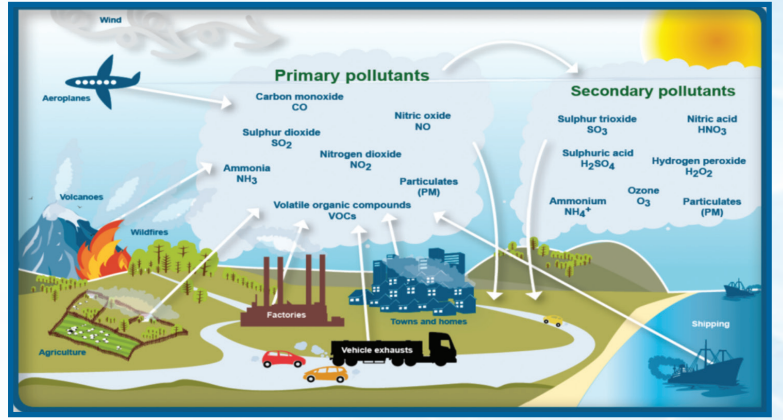 Wind
Aeroplanes
Primary pollutants
Carbon monoxide
CO
Nitric oxide
NO
Sulphur dioxide
SO₂
Nitrogen dioxide
NO₂
Ammonia
NH₃
Particulates
(PM)
Volatile organic compounds
VOCs
Secondary pollutants
Sulphur trioxide
SO₃
Nitric acid
HNO₃
Sulphuric acid
H₂SO₄
Hydrogen peroxide
H₂O₂
Ozone
O₃
Ammonium
NH₄⁺
Particulates
(PM)
Volcanoes
Wildfires
Agriculture
Factories
Towns and homes
Vehicle exhausts
Shipping